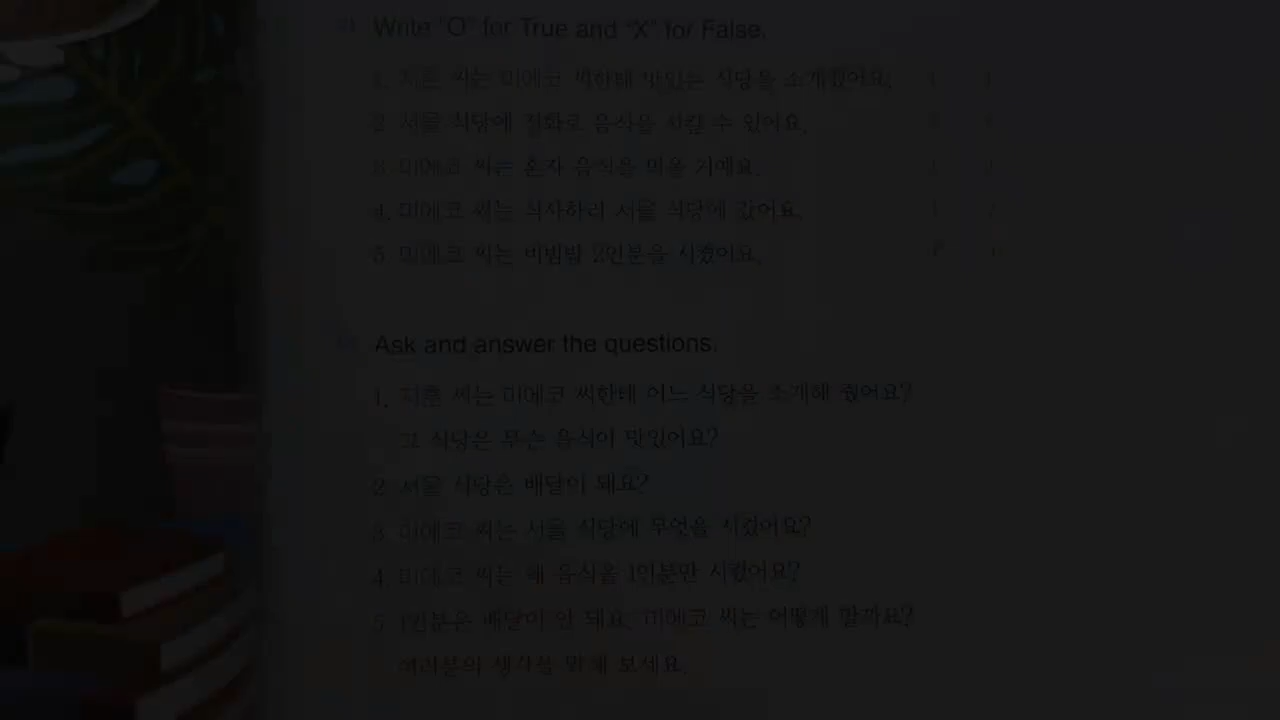 Write "O" for True and "X" for False.
1. 지훈 씨는 미에코 씨한테 맛있는 식당을 소개했어요.
2. 서울 식당에 전화로 음식을 시킬 수 있어요.
3. 미에코 씨는 혼자 음식을 먹을 거예요.
4. 미에코 씨는 식사하러 서울 식당에 갔어요.
5. 미에코 씨는 비빔밥 2인분을 시켰어요.
Ask and answer the questions.
1. 지훈 씨는 미에코 씨한테 어느 식당을 소개해 줬어요?
그 식당은 무슨 음식이 맛있어요?
2. 서울 식당은 배달이 돼요?
3. 미에코 씨는 서울 식당에 무엇을 시켰어요?
4. 미에코 씨는 왜 음식을 1인분만 시켰어요?
5. 1인분은 배달이 안 돼요. 미에코 씨는 어떻게 할까요?
여러분의 생각을 말해 보세요.